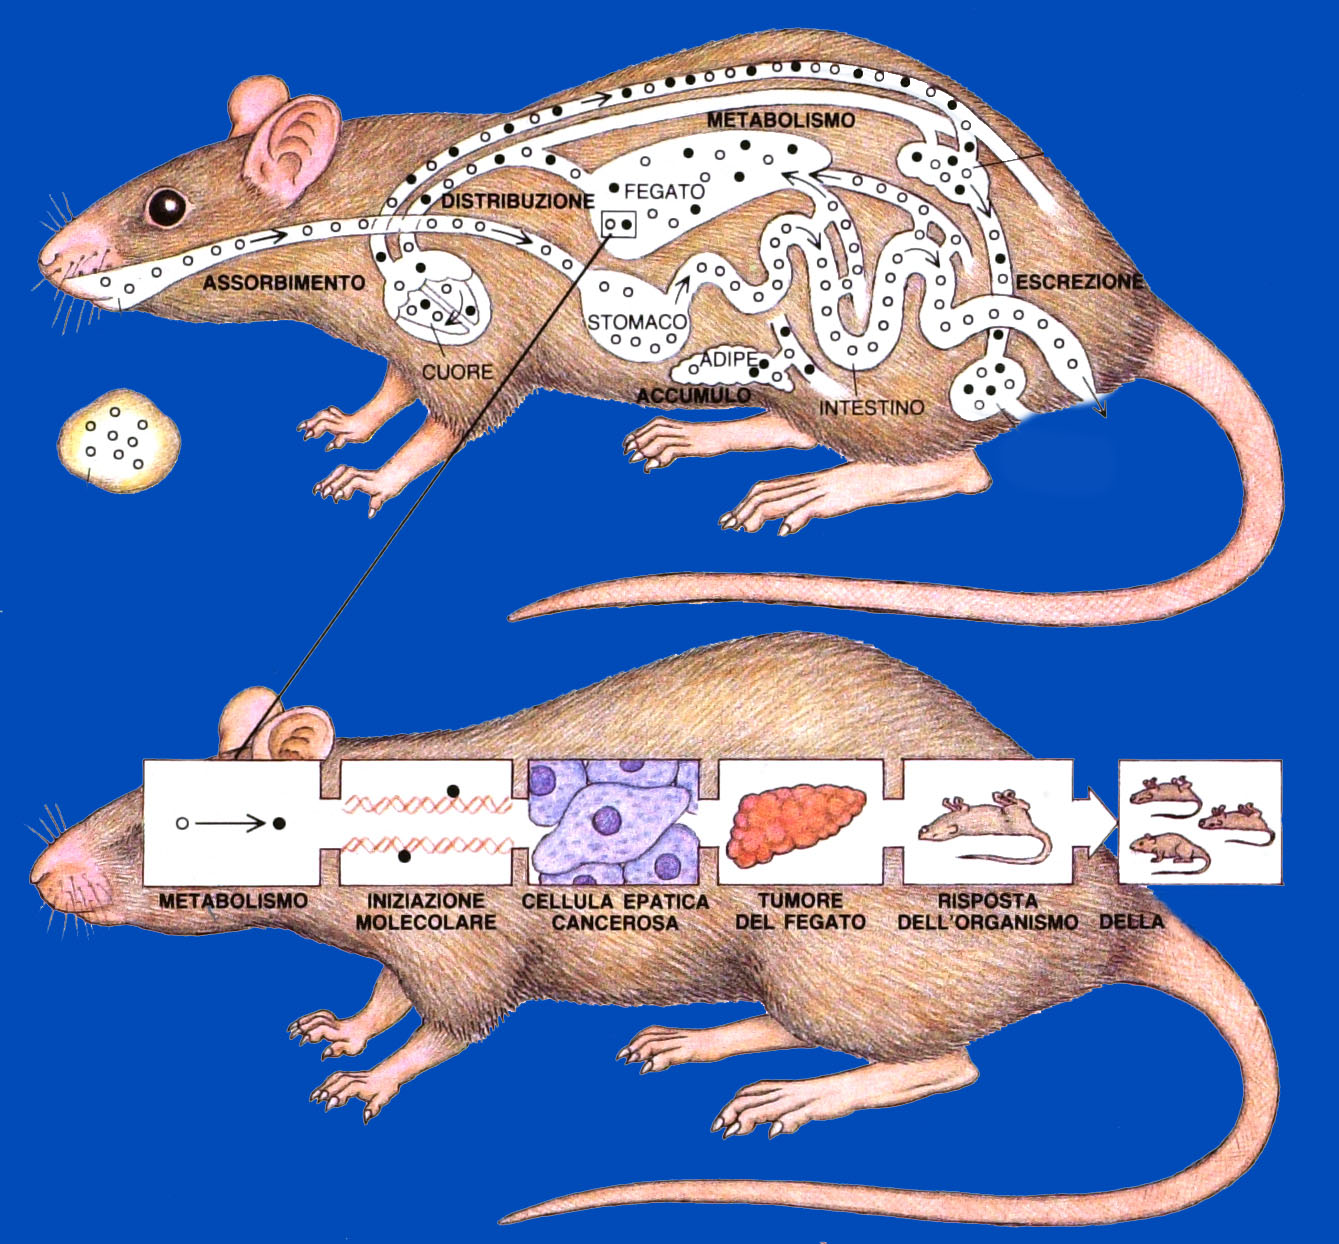 METABOLISMO
FEGATO
DISTRIBUZIONE
ASSORBIMENTO
ESCREZIONE
STOMACO
CUORE
ADIPE
ACCUMULO
INTESTINO
METABOLISMO
INIZIAZIONE
MOLECOLARE
CELLULA EPATICA
CANCEROSA
TUMORE
DEL FEGATO
RISPOSTA
DELL'ORGANISMO
DELLA